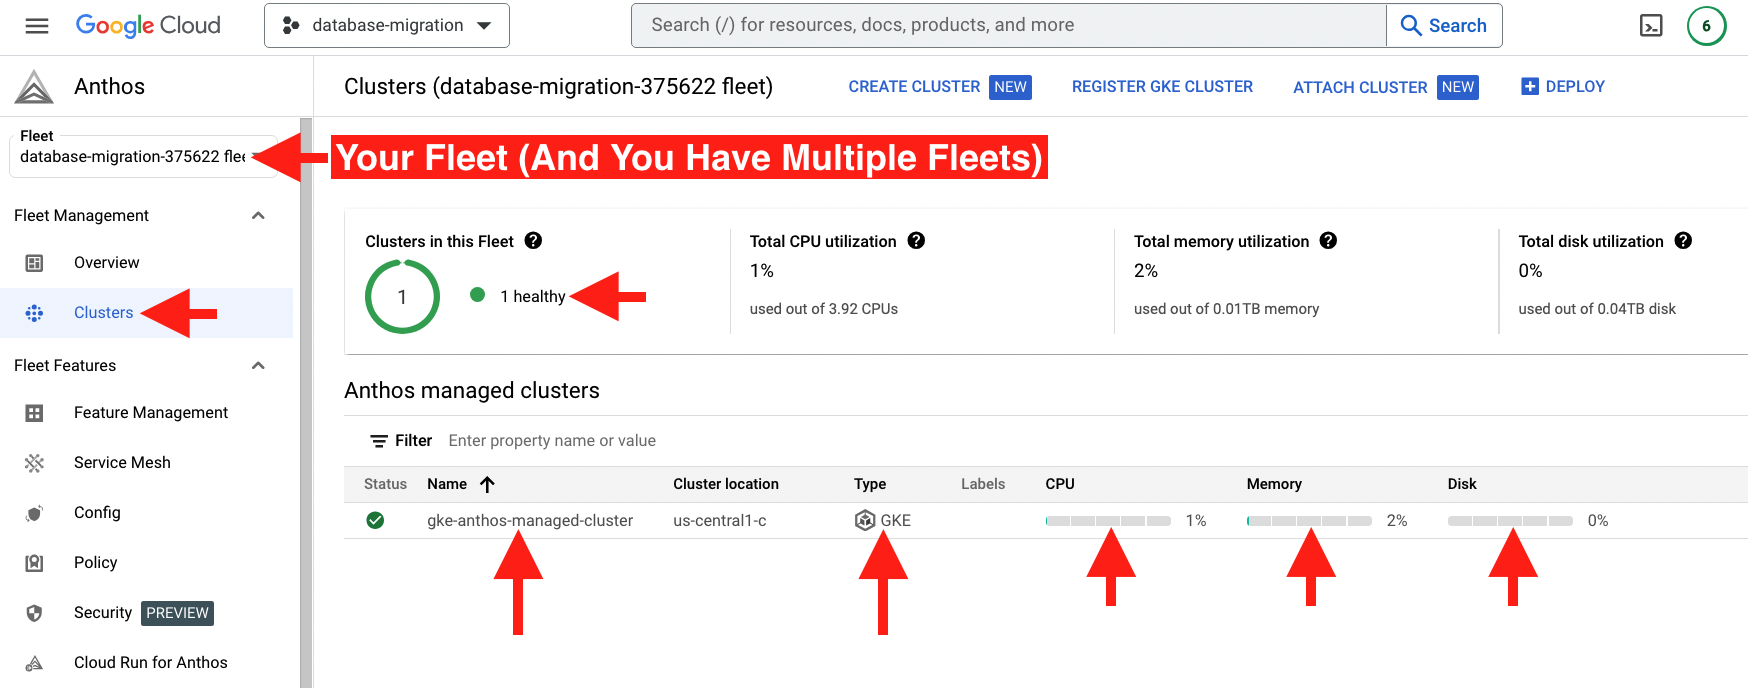 Google Cloud
database-migration
Search (/) for resources, docs, products, and more
Search
6
Anthos
Clusters (database-migration-375622 fleet)
CREATE CLUSTER NEW
REGISTER GKE CLUSTER
ATTACH CLUSTER NEW
DEPLOY
Fleet
database-migration-375622 flee
Your Fleet (And You Have Multiple Fleets)
Fleet Management
Overview
Clusters
Fleet Features
Feature Management
Service Mesh
Config
Policy
Security PREVIEW
Cloud Run for Anthos
Clusters in this Fleet
1
1 healthy
Total CPU utilization
1%
used out of 3.92 CPUs
Total memory utilization
2%
used out of 0.01TB memory
Total disk utilization
0%
used out of 0.04TB disk
Anthos managed clusters
Filter Enter property name or value
Status Name Cluster location Type Labels CPU Memory Disk
gke-anthos-managed-cluster us-central1-c GKE 1% 2% 0%